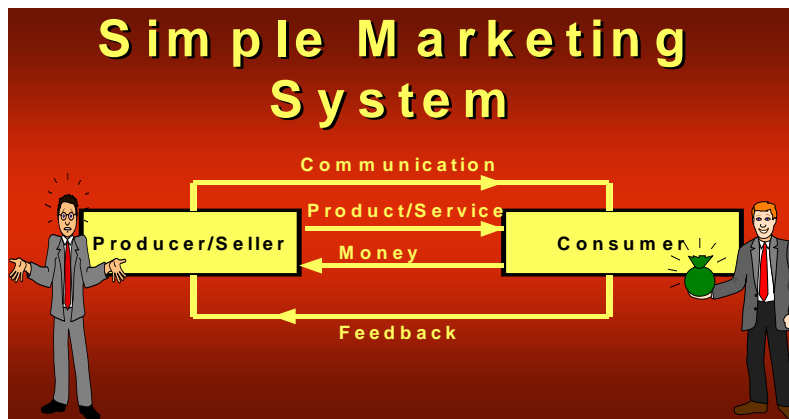 Simple Marketing
System
Communication
Product/Service
Producer/Seller
Consumer
Money
Feedback